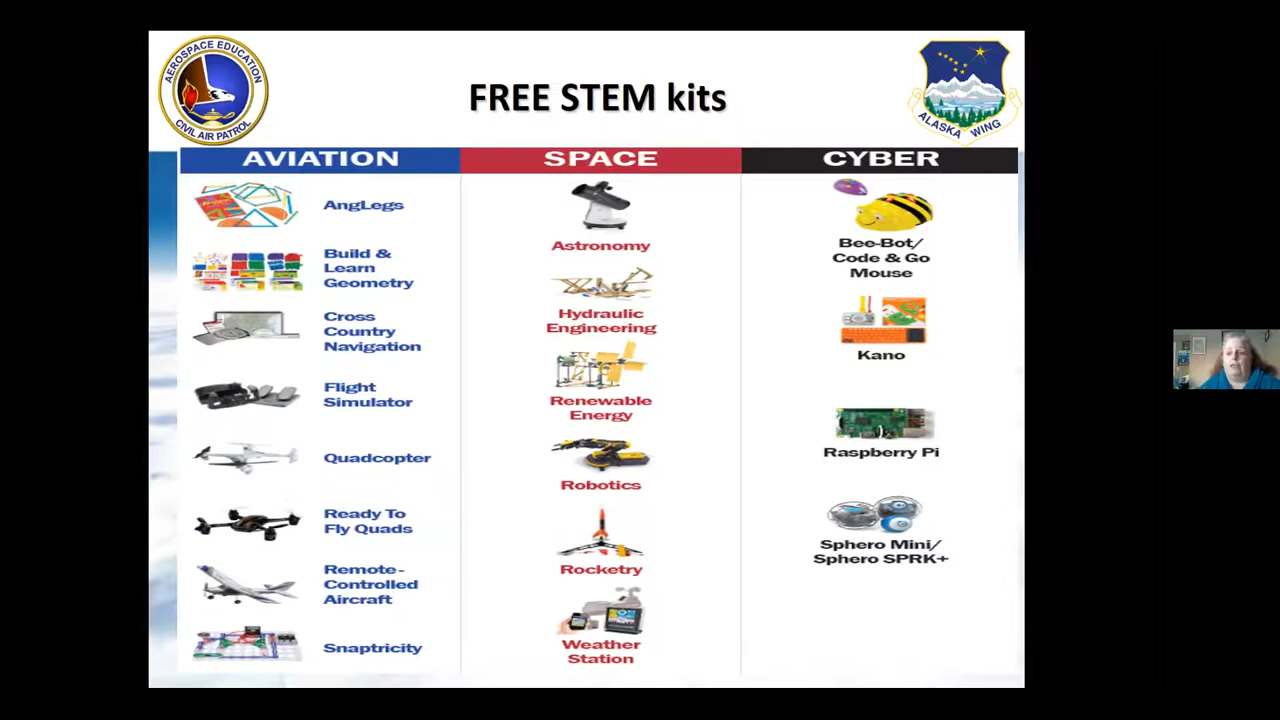 AEROSPACE EDUCATION
CIVIL AIR PATROL
FREE STEM kits
ALASKA WING
AVIATION
AngLegs
Build &
Learn
Geometry
Cross
Country
Navigation
Flight
Simulator
Quadcopter
Ready To
Fly Quads
Remote-
Controlled
Aircraft
Snaptricity
SPACE
Astronomy
Hydraulic
Engineering
Renewable
Energy
Robotics
Rocketry
Weather
Station
CYBER
Bee-Bot/
Code & Go
Mouse
Kano
Raspberry Pi
Sphero Mini/
Sphero SPRK+